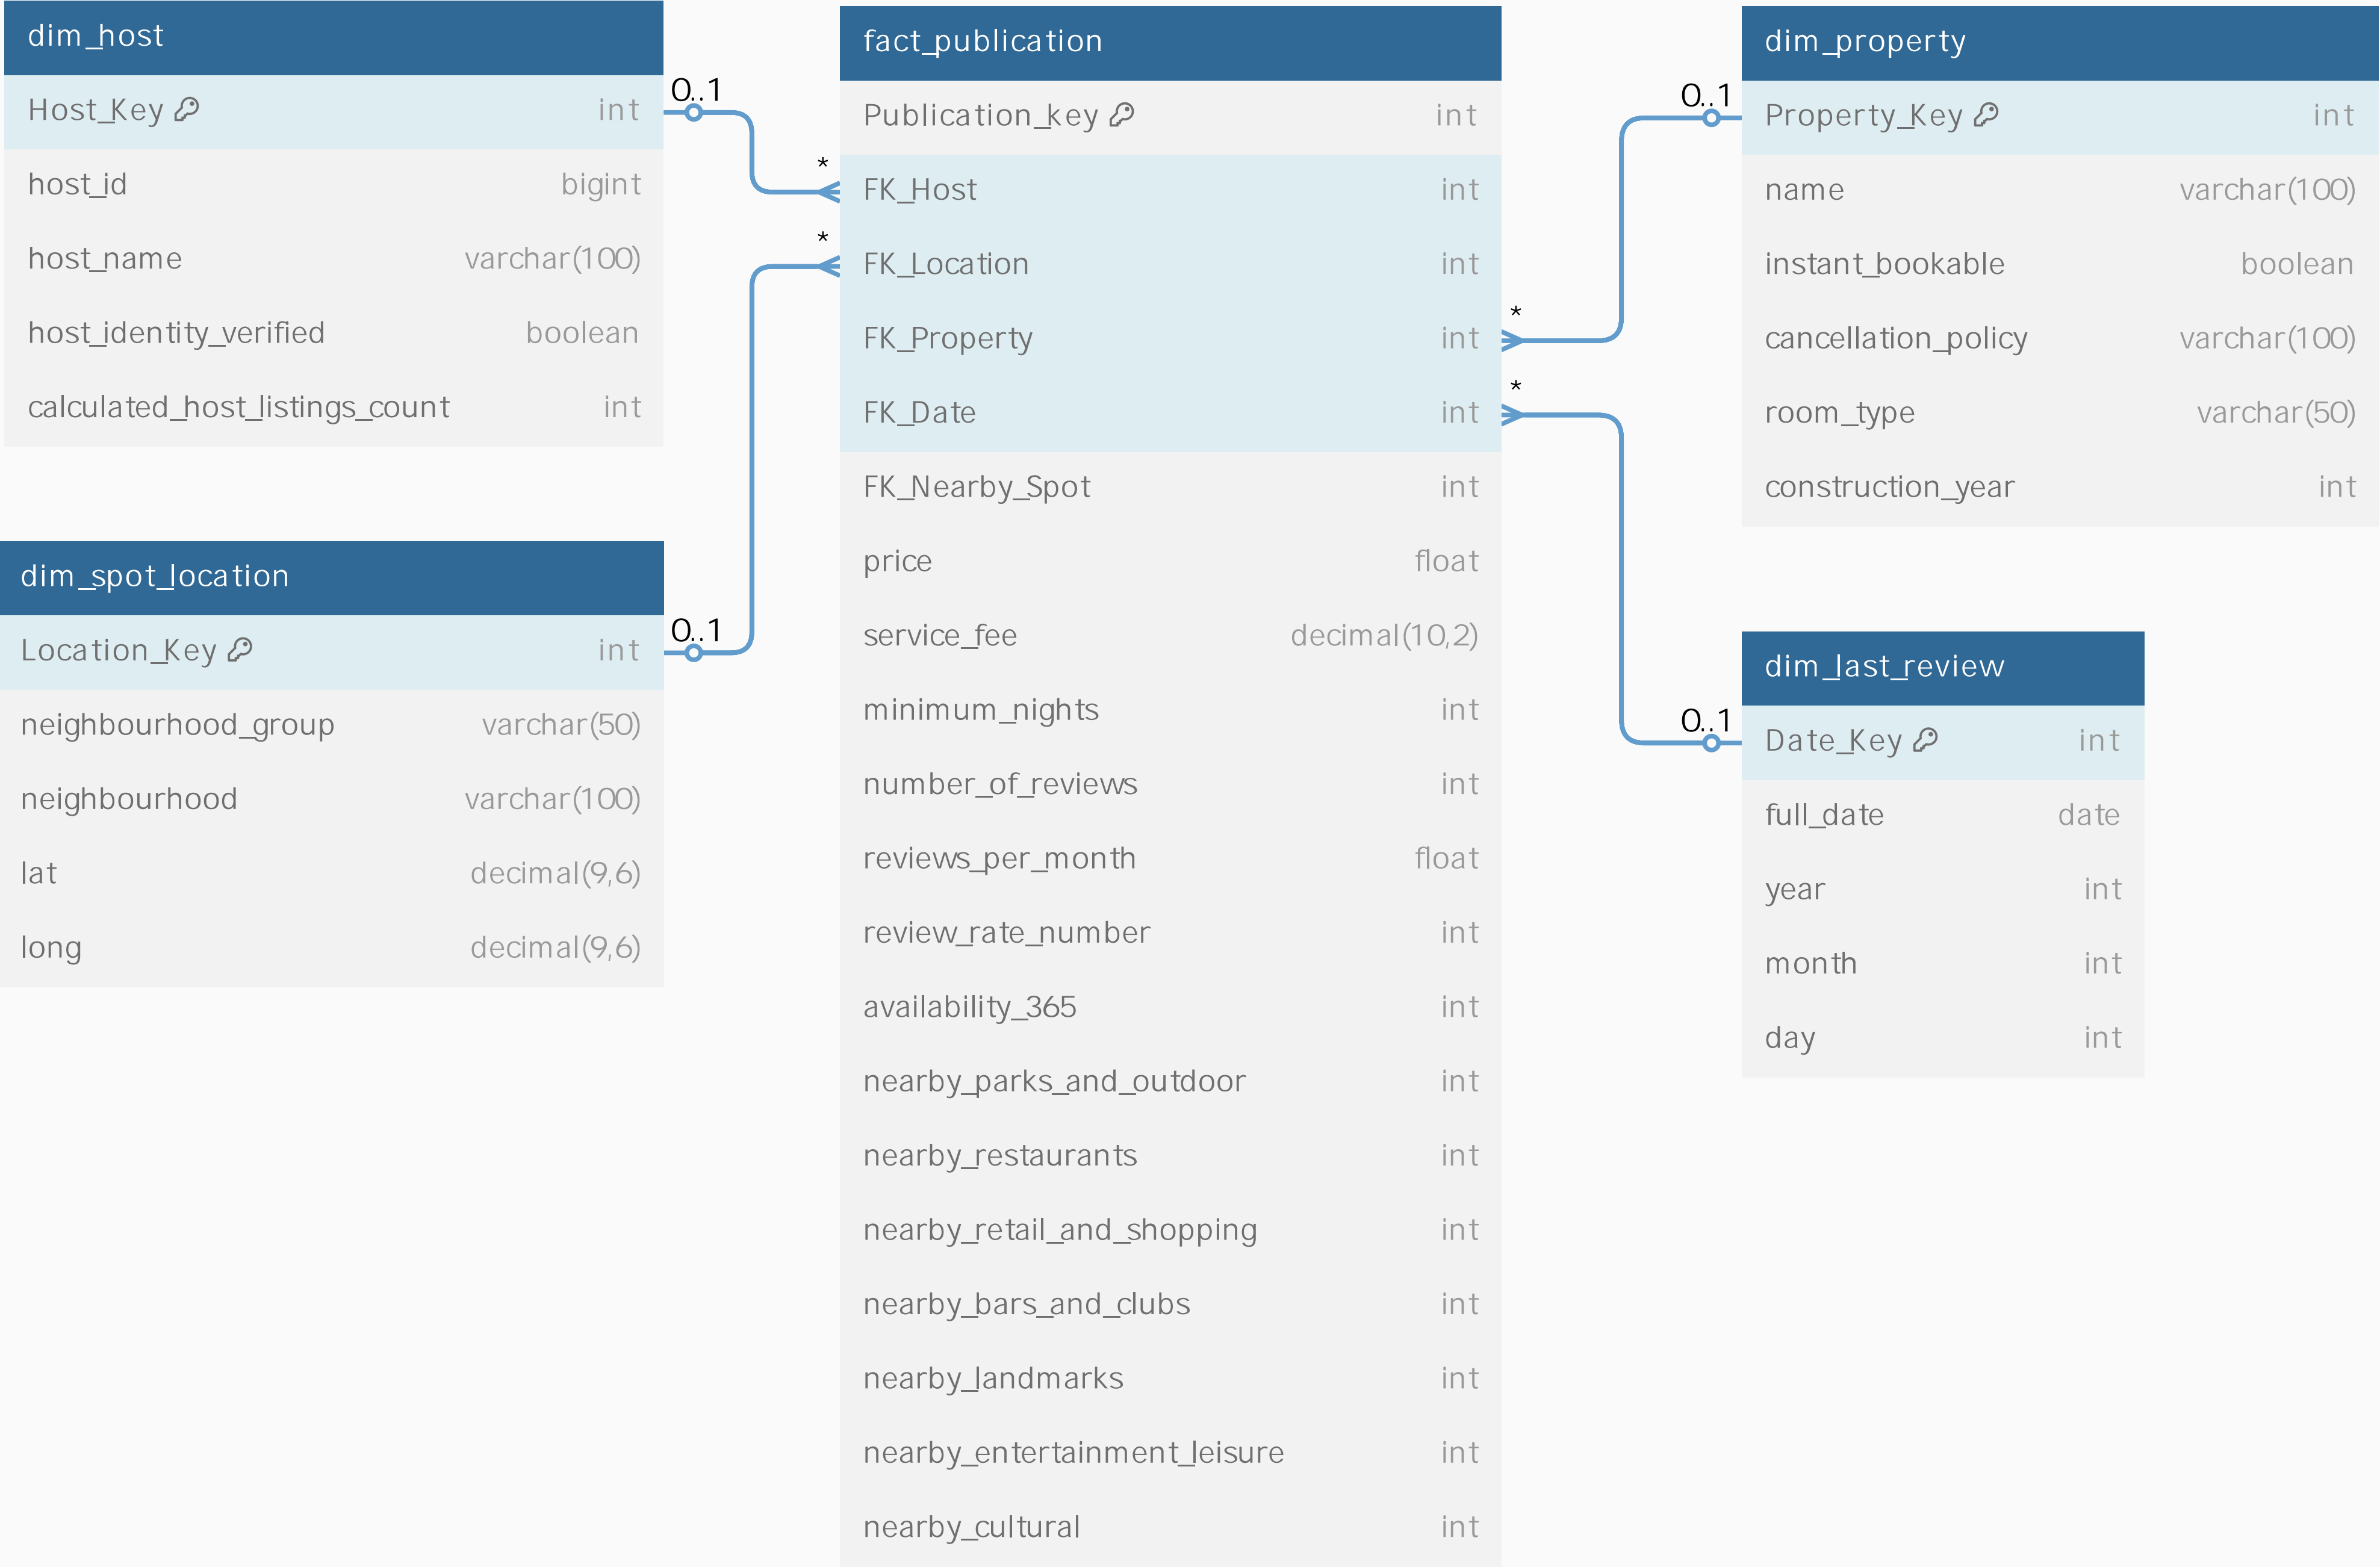 dim_host
Host_Key int
host_id bigint
host_name varchar(100)
host_identity_verified boolean
calculated_host_listings_count int
0..1
*
dim_spot_location
Location_Key int
neighbourhood_group varchar(50)
neighbourhood varchar(100)
lat decimal(9,6)
long decimal(9,6)
0..1
*
fact_publication
Publication_key int
FK_Host int
FK_Location int
FK_Property int
FK_Date int
FK_Nearby_Spot int
price float
service_fee decimal(10,2)
minimum_nights int
number_of_reviews int
reviews_per_month float
review_rate_number int
availability_365 int
nearby_parks_and_outdoor int
nearby_restaurants int
nearby_retail_and_shopping int
nearby_bars_and_clubs int
nearby_landmarks int
nearby_entertainment_leisure int
nearby_cultural int
*
0..1
dim_property
Property_Key int
name varchar(100)
instant_bookable boolean
cancellation_policy varchar(100)
room_type varchar(50)
construction_year int
*
0..1
dim_last_review
Date_Key int
full_date date
year int
month int
day int